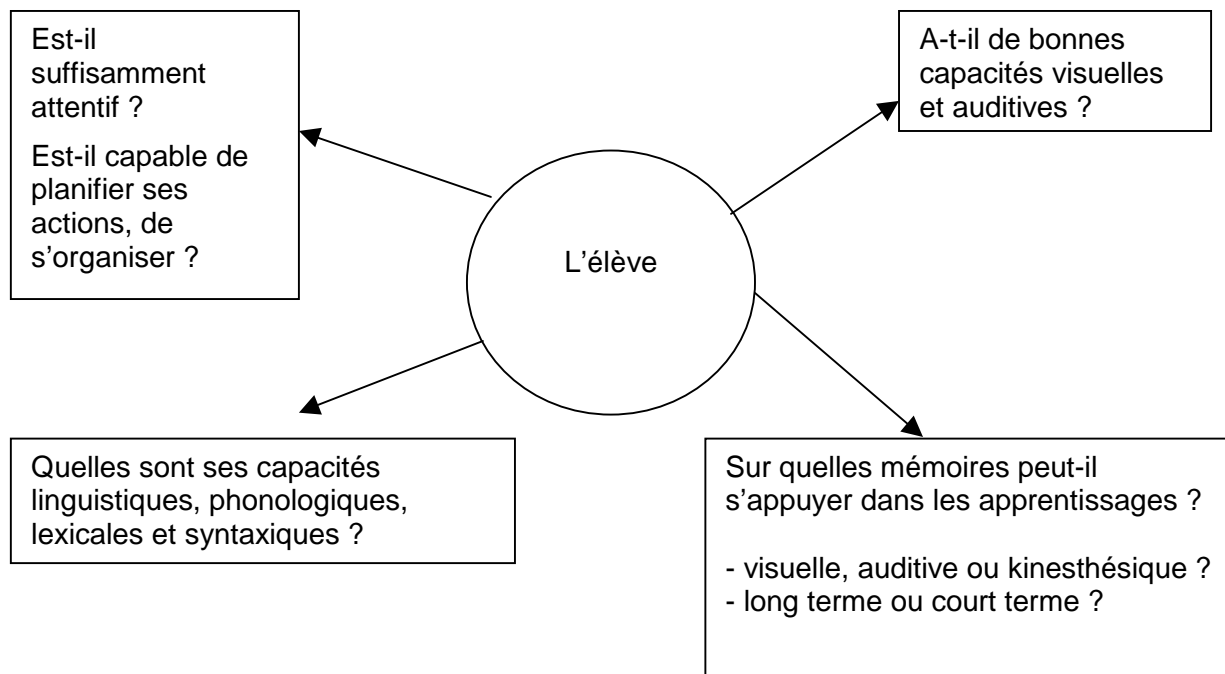 Est-il
suffisamment
attentif ?
Est-il capable de
planifier ses
actions, de
s'organiser ?
A-t-il de bonnes
capacités visuelles
et auditives ?
L'élève
Quelles sont ses capacités
linguistiques, phonologiques,
lexicales et syntaxiques ?
Sur quelles mémoires peut-il
s'appuyer dans les apprentissages ?
- visuelle, auditive ou kinesthésique ?
- long terme ou court terme ?